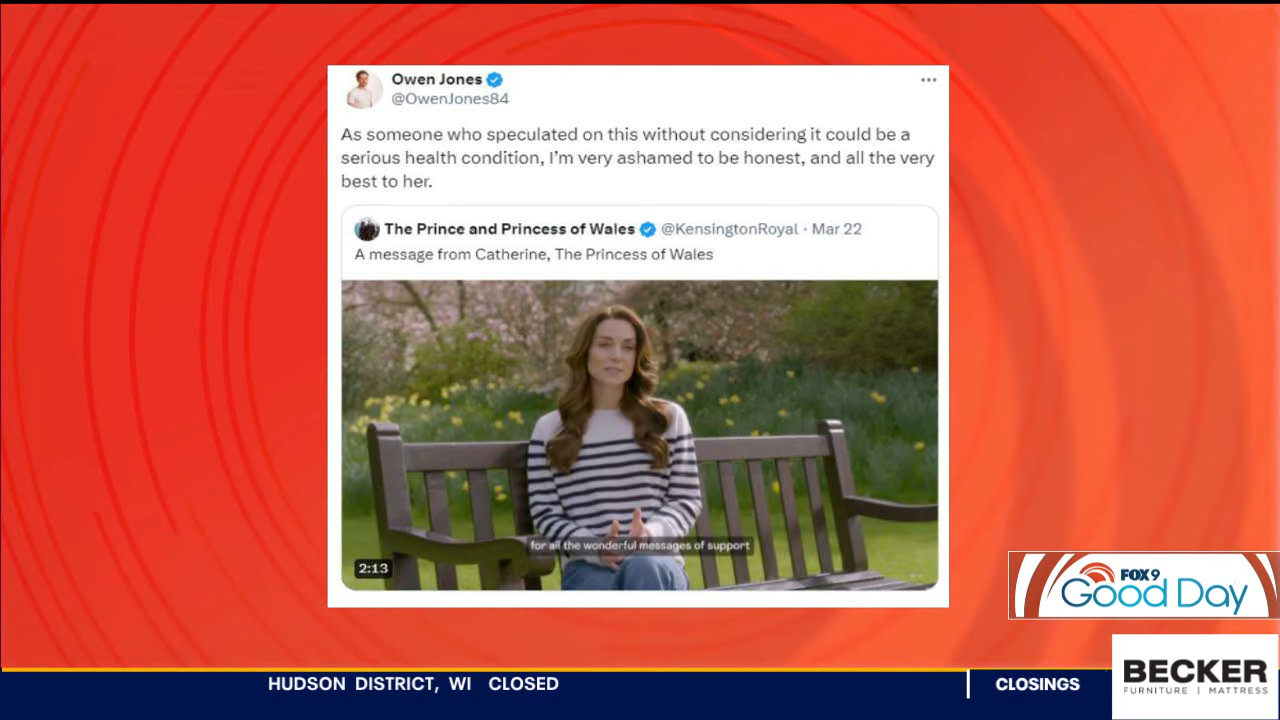 Owen Jones
@OwenJones84
As someone who speculated on this without considering it could be a
serious health condition, I'm very ashamed to be honest, and all the very
best to her.
The Prince and Princess of Wales @KensingtonRoyal · Mar 22
A message from Catherine, The Princess of Wales
for all the wonderful messages of support
2:13
FOX 9
Good Day
HUDSON DISTRICT, WI CLOSED
CLOSINGS
BECKER
FURNITURE | MATTRESS